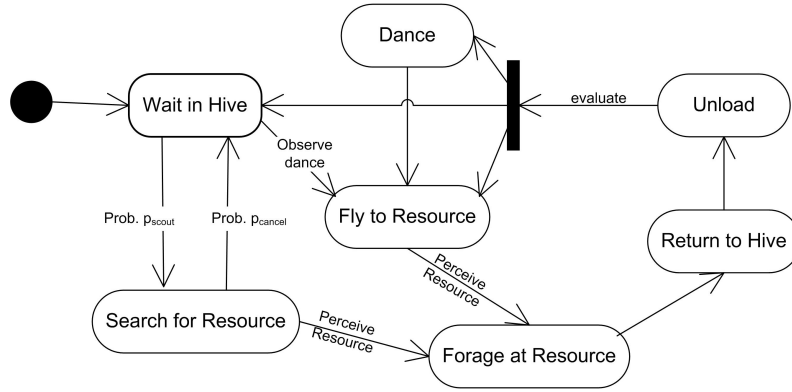 Dance
Wait in Hive
evaluate
Unload
Observe
dance
Prob. pscout
Prob. pcancel
Fly to Resource
Return to Hive
Perceive
Resource
Search for Resource
Perceive
Resource
Forage at Resource